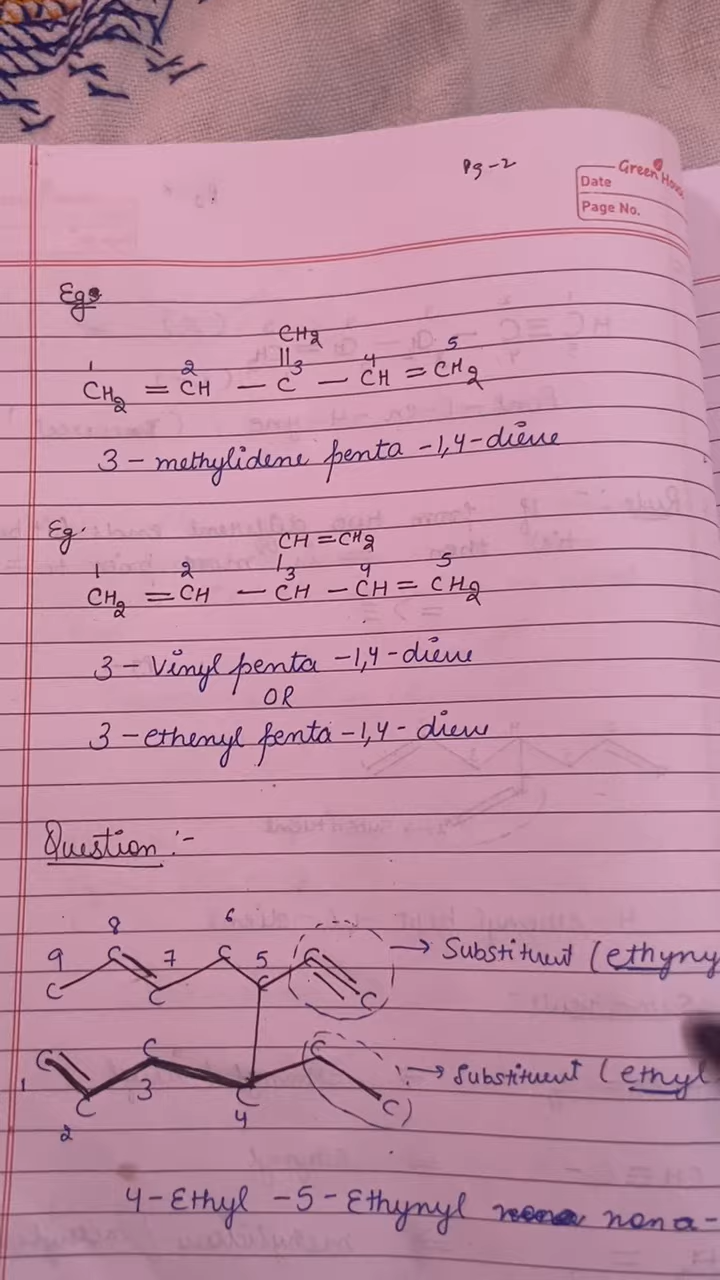 Pg-2
Green Hous
Date
Page No.
Eg:
CH2
1 2 || 3 4 5
CH2 = CH - C - CH = CH2
3 - methylidene penta -1,4-diene
Eg.
CH=CH2
1 2 | 3 4 5
CH2 = CH - CH - CH = CH2
3 - Vinyl penta -1,4-diene
OR
3 - ethenyl penta -1,4- diene
Question :-
9 8 7 6 5
C C C C C C C → Substituent (ethyny
C C C C C C → Substituent (ethyl
1 2 3 4
4-Ethyl -5-Ethynyl nona-